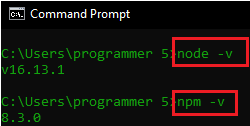 Command Prompt
C:\Users\programmer 5>node -v
v16.13.1
C:\Users\programmer 5>npm -v
8.3.0